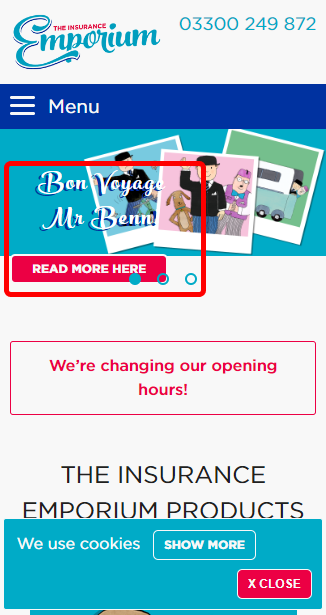 THE INSURANCE
Emporium
03300 249 872
Menu
Bon Voyáge
Mr Benn!
READ MORE HERE
We’re changing our opening
hours!
THE INSURANCE
EMPORIUM PRODUCTS
We use cookies
SHOW MORE
X CLOSE